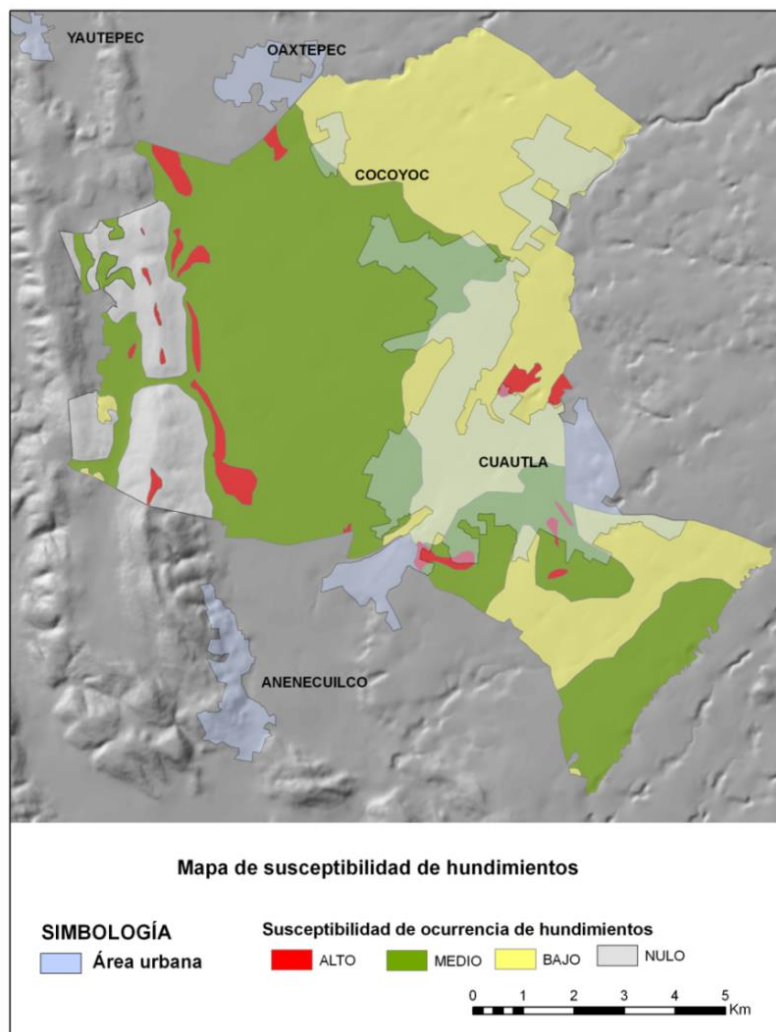 YAUTEPEC
OAXTEPEC
COCOYOC
CUAUTLA
ANENECUILCO
Mapa de susceptibilidad de hundimientos
SIMBOLOGÍA
Área urbana
Susceptibilidad de ocurrencia de hundimientos
ALTO MEDIO BAJO NULO
0 1 2 3 4 5
Km